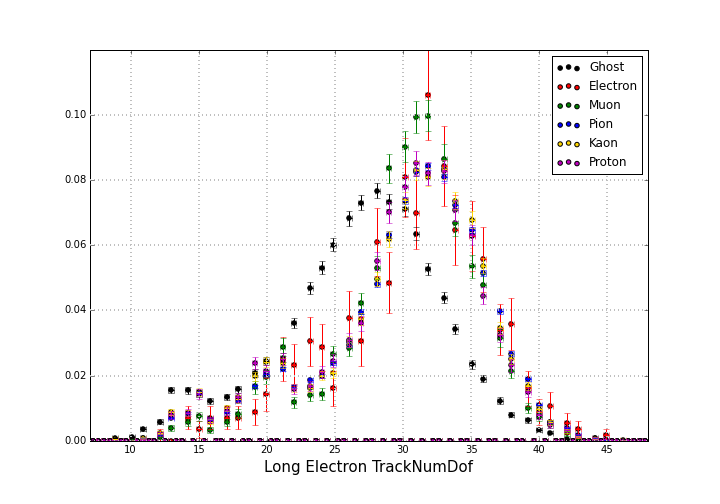 0.10
0.08
0.06
0.04
0.02
0.00
10 15 20 25 30 35 40 45
Long Electron TrackNumDof
Ghost
Electron
Muon
Pion
Kaon
Proton